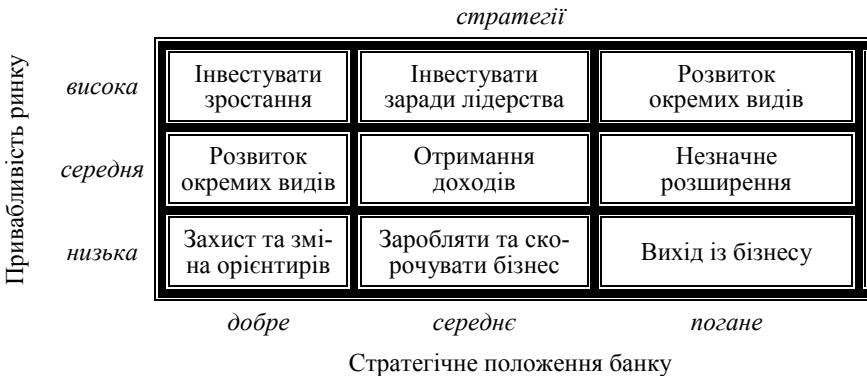 стратегії
Привабливість ринку
висока
Інвестувати
зростання
Інвестувати
заради лідерства
Розвиток
окремих видів
середня
Розвиток
окремих видів
Отримання
доходів
Незначне
розширення
низька
Захист та змі-
на орієнтирів
Заробляти та ско-
рочувати бізнес
Вихід із бізнесу
добре
середнє
погане
Стратегічне положення банку